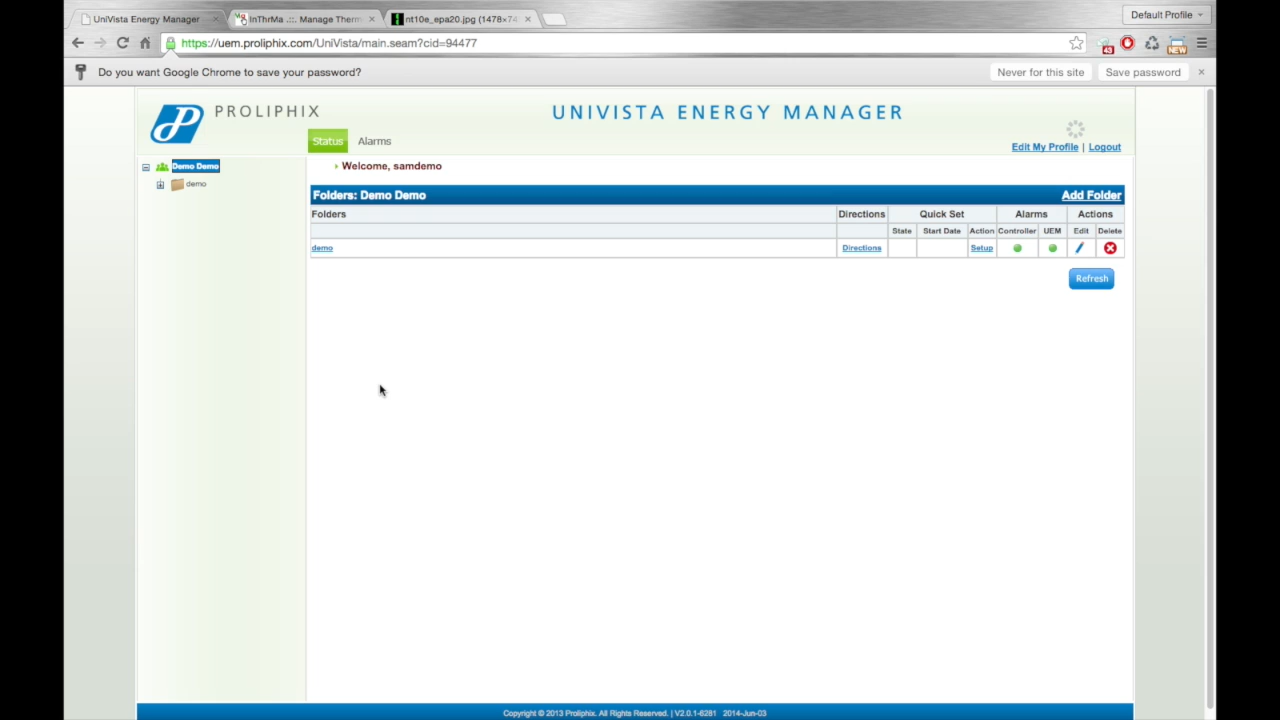 UniVista Energy Manager
InThrMa .::. Manage Therm
nt10e_epa20.jpg (1478×74
Default Profile
https://uem.proliphix.com/UniVista/main.seam?cid=94477
43
NEW
Do you want Google Chrome to save your password?
Never for this site
Save password
PROLIPHIX
UNIVISTA ENERGY MANAGER
Status
Alarms
Edit My Profile | Logout
Demo Demo
demo
Welcome, samdemo
Folders: Demo Demo
Add Folder
Folders Directions Quick Set Alarms Actions
State Start Date Action Controller UEM Edit Delete
demo Directions Setup
Refresh
Copyright © 2013 Proliphix. All Rights Reserved. | V2.0.1-6281 2014-Jun-03